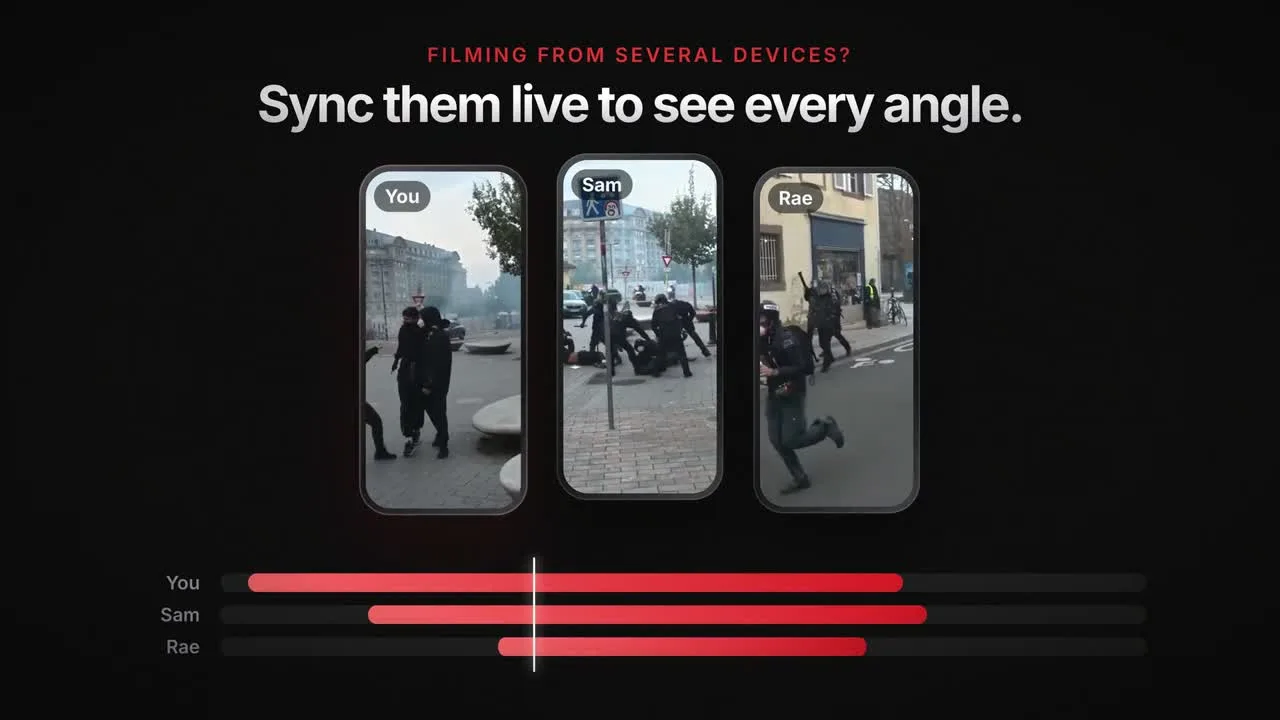 FILMING FROM SEVERAL DEVICES?
Sync them live to see every angle.
You
Sam
Rae
You
Sam
Rae